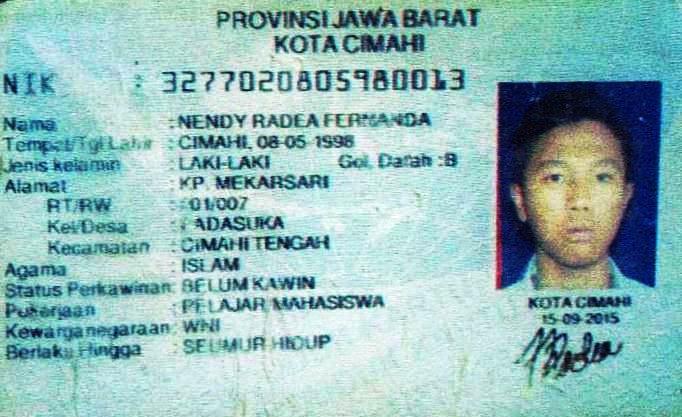 PROVINSI JAWA BARAT
KOTA CIMAHI
NIK : 3277020805980013
Nama : NENDY RADEA FERNANDA
Tempat/Tgl Lahir : CIMAHI, 08-05-1998
Jenis kelamin : LAKI-LAKI Gol. Darah :B
Alamat : KP. MEKARSARI
RT/RW : 01/007
Kel/Desa : PADASUKA
Kecamatan : CIMAHI TENGAH
Agama : ISLAM
Status Perkawinan: BELUM KAWIN
Pekerjaan : PELAJAR/MAHASISWA
Kewarganegaraan: WNI
Berlaku Hingga : SEUMUR HIDUP
KOTA CIMAHI
15-09-2015